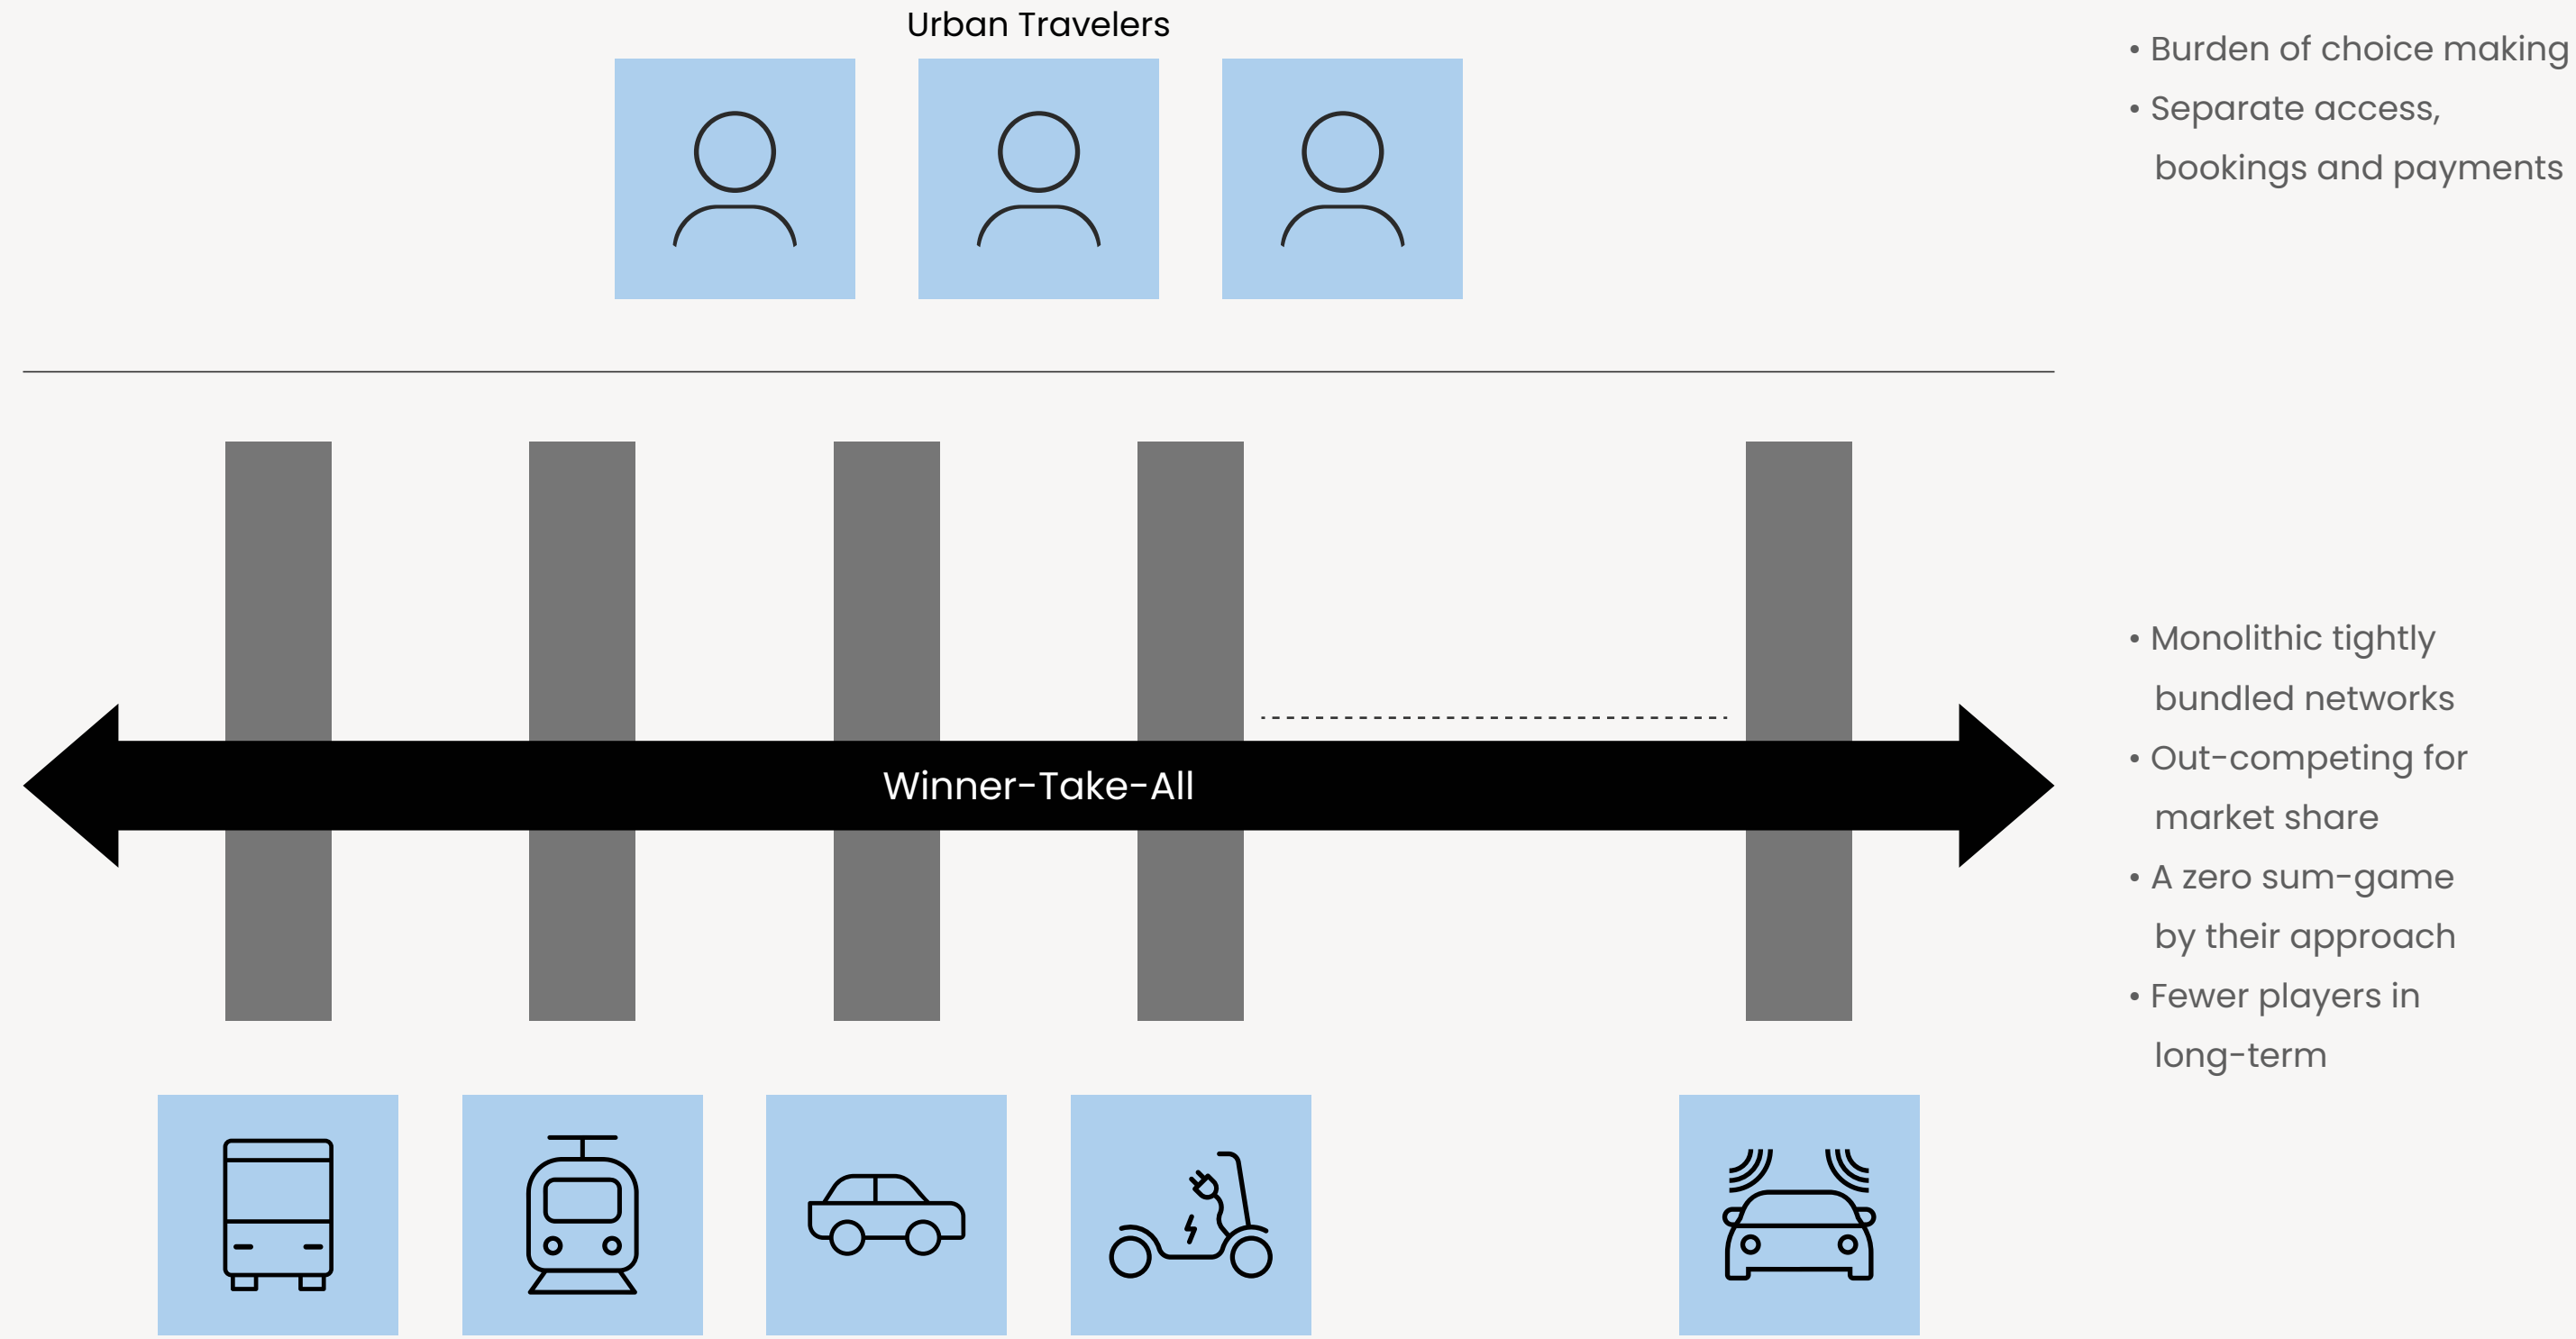 Urban Travelers
• Burden of choice making
• Separate access,
bookings and payments
Winner-Take-All
• Monolithic tightly
bundled networks
• Out-competing for
market share
• A zero sum-game
by their approach
• Fewer players in
long-term